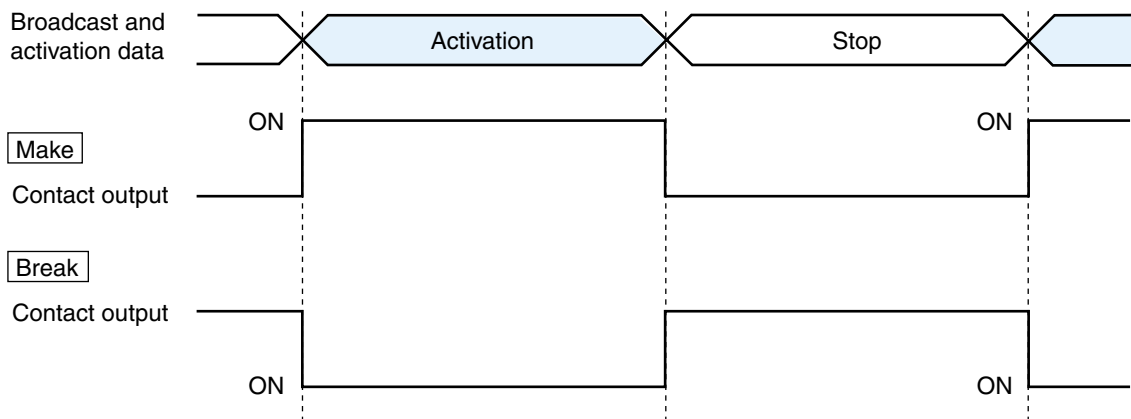 Broadcast and
activation data
Activation
Stop
ON
ON
Make
Contact output
Break
Contact output
ON
ON